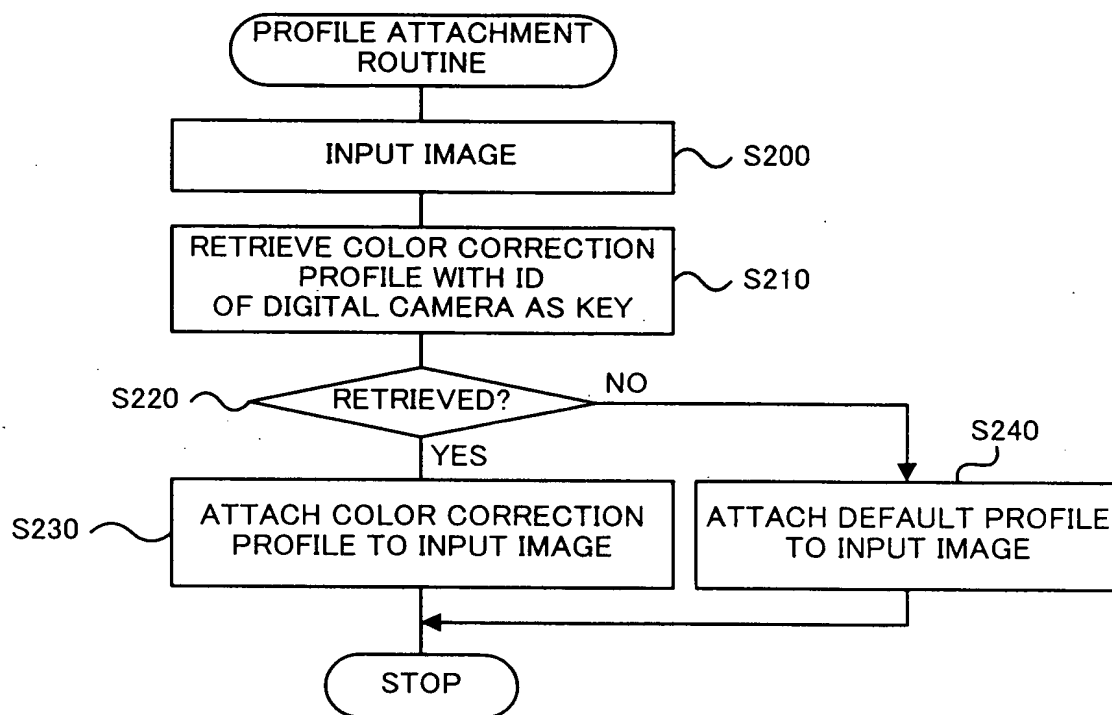 PROFILE ATTACHMENT
ROUTINE
INPUT IMAGE
S200
RETRIEVE COLOR CORRECTION
PROFILE WITH ID
OF DIGITAL CAMERA AS KEY
S210
S220
RETRIEVED?
NO
YES
S240
S230
ATTACH COLOR CORRECTION
PROFILE TO INPUT IMAGE
ATTACH DEFAULT PROFILE
TO INPUT IMAGE
STOP